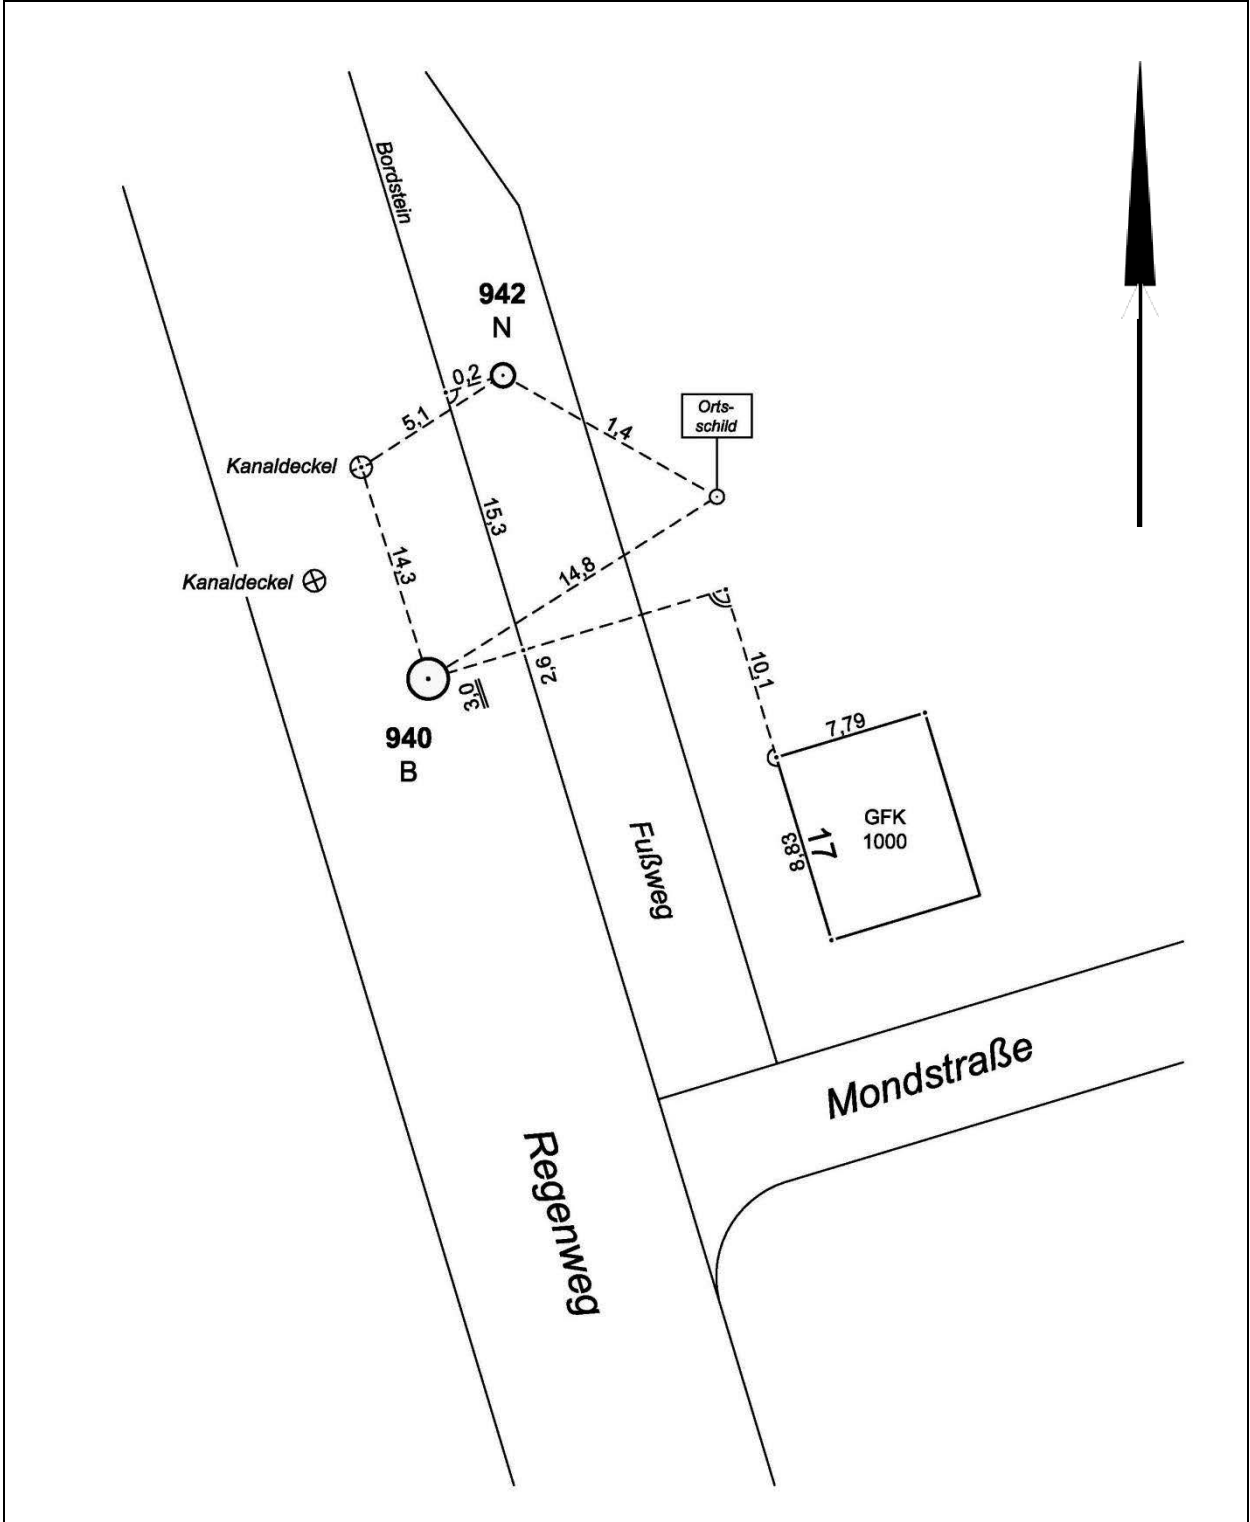 Bordstein
942
N
0,2
5,1
1,4
Orts-
schild
Kanaldeckel
15,3
14,3
14,8
Kanaldeckel
2,6
3,0
10,1
940
B
7,79
GFK
1000
17
8,83
Fußweg
Mondstraße
Regenweg